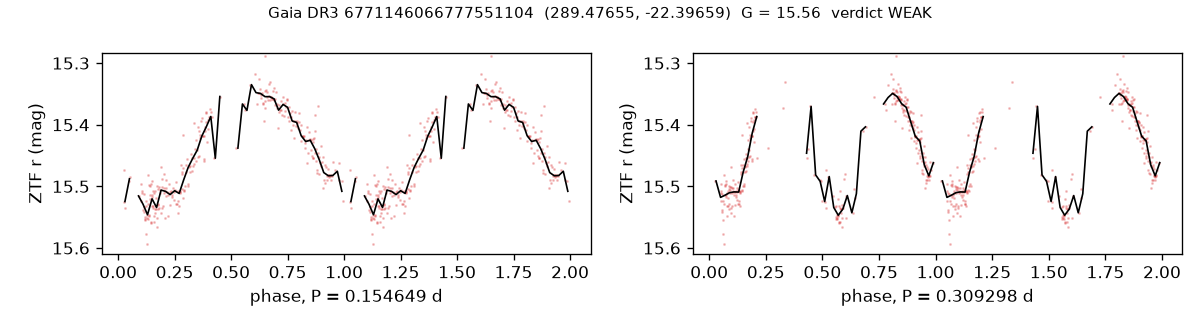 Gaia DR3 6771146066777551104 (289.47655, -22.39659) G = 15.56 verdict WEAK
ZTF r (mag)
15.3
15.4
15.5
15.6
0.00 0.25 0.50 0.75 1.00 1.25 1.50 1.75 2.00
phase, P = 0.154649 d
ZTF r (mag)
15.3
15.4
15.5
15.6
0.00 0.25 0.50 0.75 1.00 1.25 1.50 1.75 2.00
phase, P = 0.309298 d